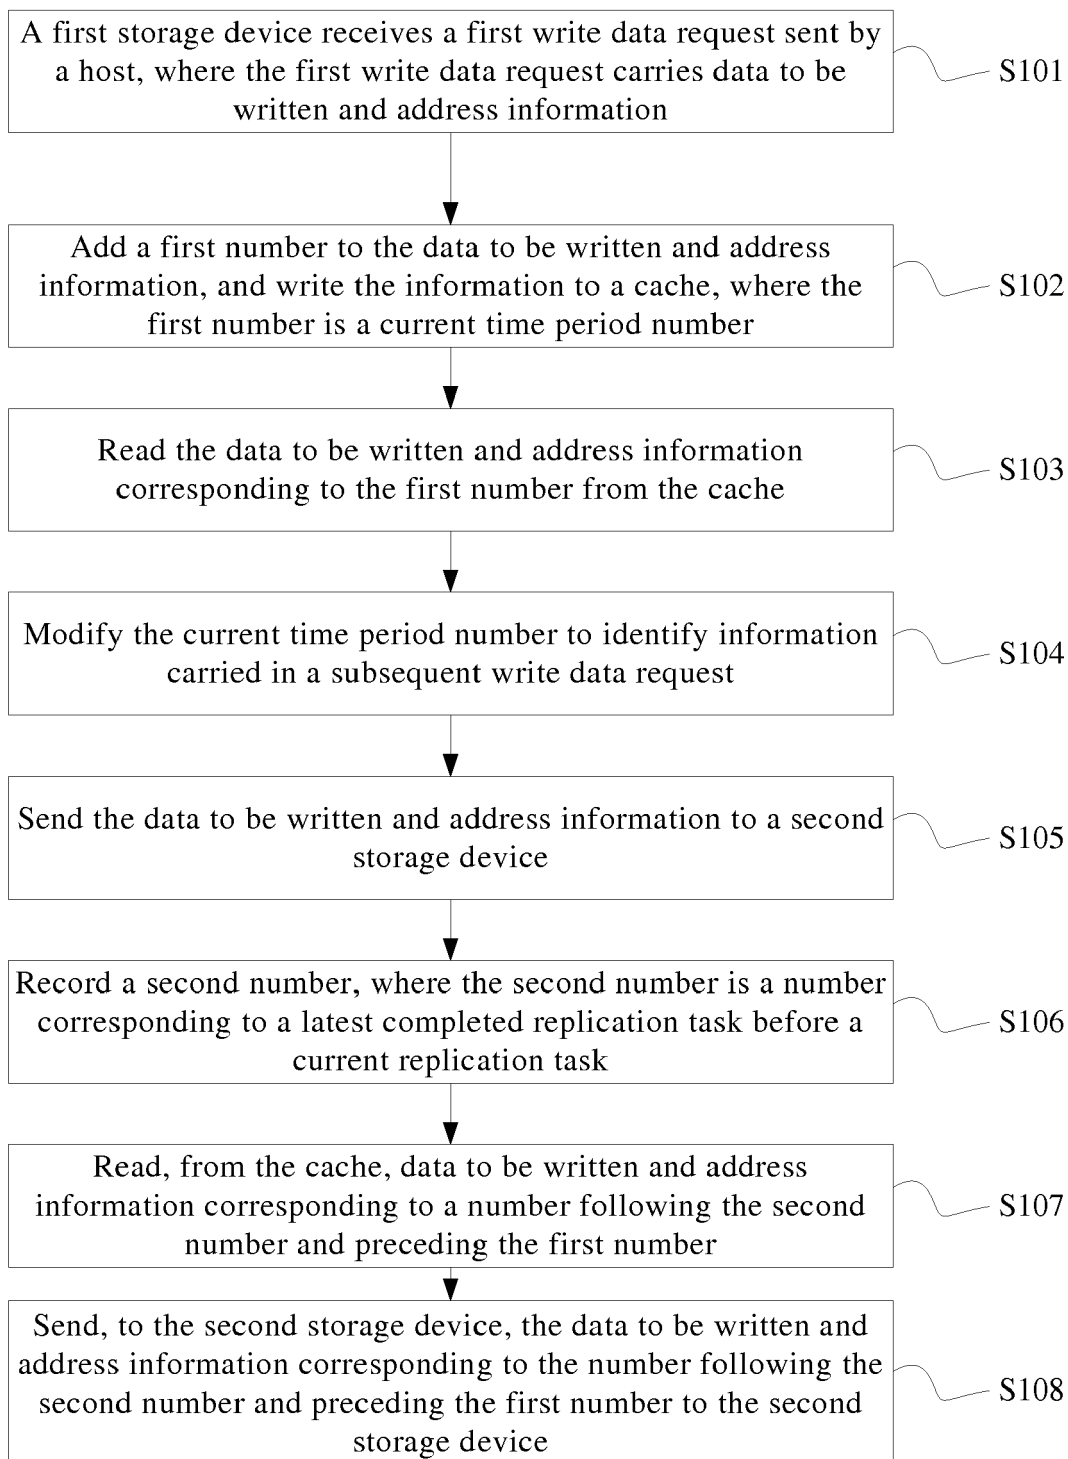 A first storage device receives a first write data request sent by
a host, where the first write data request carries data to be
written and address information
S101
Add a first number to the data to be written and address
information, and write the information to a cache, where the
first number is a current time period number
S102
Read the data to be written and address information
corresponding to the first number from the cache
S103
Modify the current time period number to identify information
carried in a subsequent write data request
S104
Send the data to be written and address information to a second
storage device
S105
Record a second number, where the second number is a number
corresponding to a latest completed replication task before a
current replication task
S106
Read, from the cache, data to be written and address
information corresponding to a number following the second
number and preceding the first number
S107
Send, to the second storage device, the data to be written and
address information corresponding to the number following the
second number and preceding the first number to the second
storage device
S108